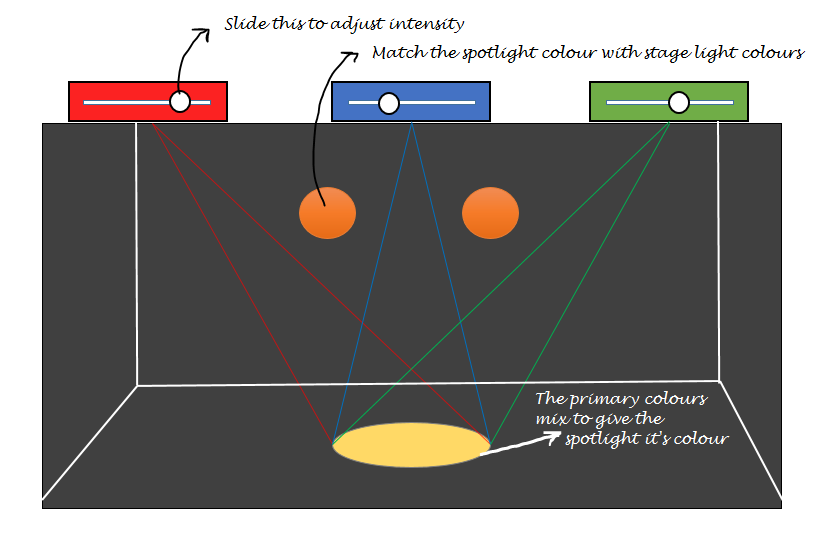 Slide this to adjust intensity
Match the spotlight colour with stage light colours
The primary colours
mix to give the
spotlight it's colour